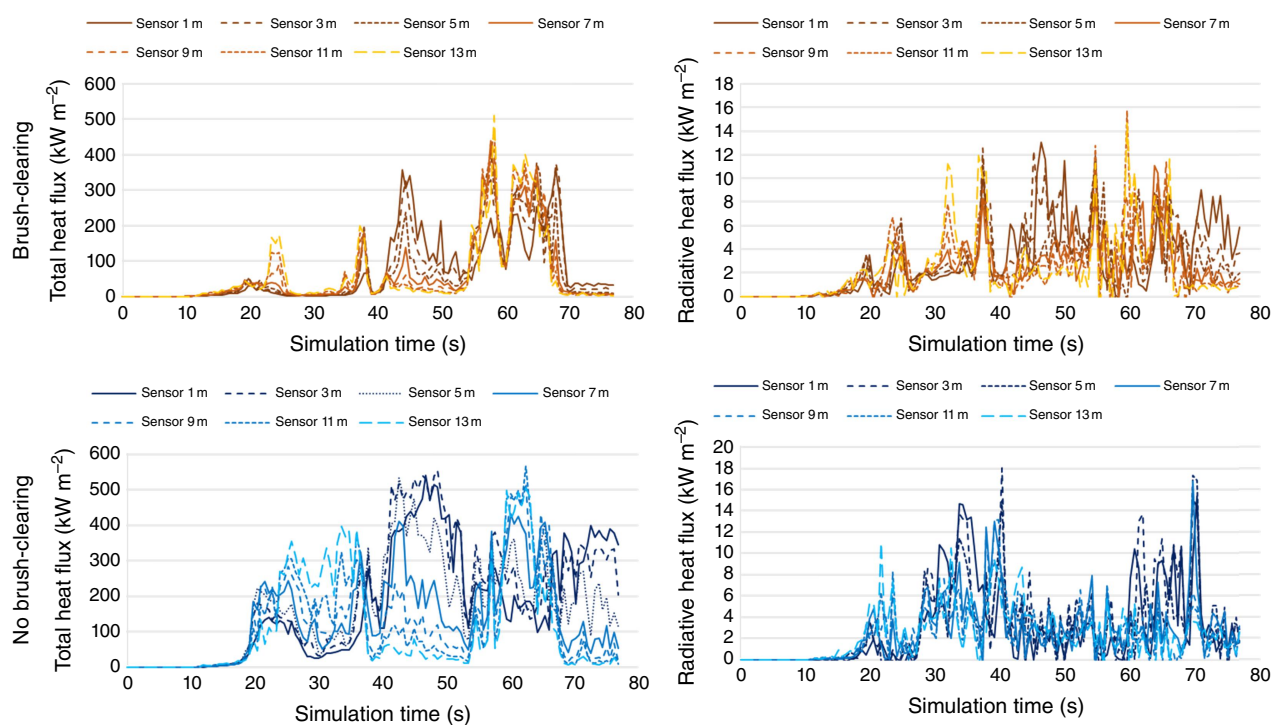 Sensor 1 m Sensor 3 m Sensor 5 m Sensor 7 m
Sensor 9 m Sensor 11 m Sensor 13 m
Brush-clearing
Total heat flux (kW m⁻²)
600
500
400
300
200
100
0
0 10 20 30 40 50 60 70 80
Simulation time (s)
Sensor 1 m Sensor 3 m Sensor 5 m Sensor 7 m
Sensor 9 m Sensor 11 m Sensor 13 m
Radiative heat flux (kW m⁻²)
18
16
14
12
10
8
6
4
2
0
0 10 20 30 40 50 60 70 80
Simulation time (s)
Sensor 1 m Sensor 3 m Sensor 5 m Sensor 7 m
Sensor 9 m Sensor 11 m Sensor 13 m
No brush-clearing
Total heat flux (kW m⁻²)
600
500
400
300
200
100
0
0 10 20 30 40 50 60 70 80
Simulation time (s)
Sensor 1 m Sensor 3 m Sensor 5 m Sensor 7 m
Sensor 9 m Sensor 11 m Sensor 13 m
Radiative heat flux (kW m⁻²)
20
18
16
14
12
10
8
6
4
2
0
0 10 20 30 40 50 60 70 80
Simulation time (s)